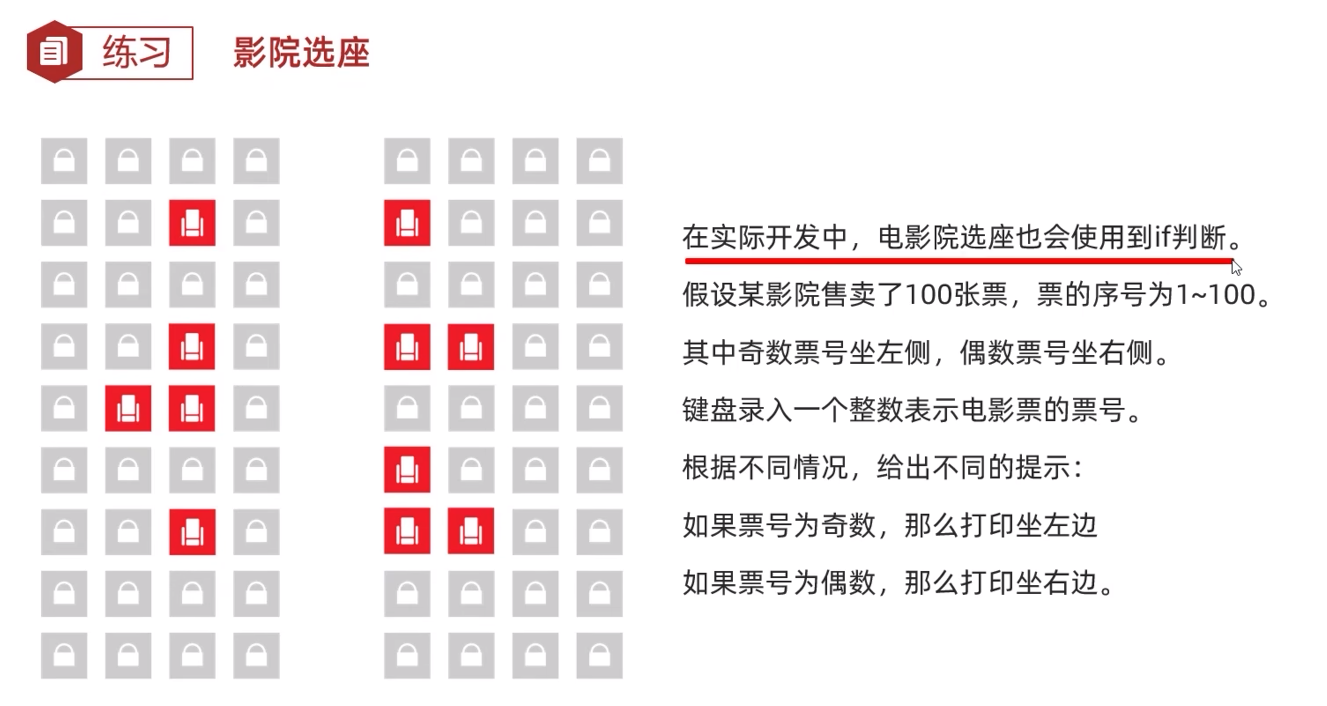 练习
影院选座
在实际开发中，电影院选座也会使用到if判断。
假设某影院售卖了100张票，票的序号为1~100。
其中奇数票号坐左侧，偶数票号坐右侧。
键盘录入一个整数表示电影票的票号。
根据不同情况，给出不同的提示：
如果票号为奇数，那么打印坐左边
如果票号为偶数，那么打印坐右边。